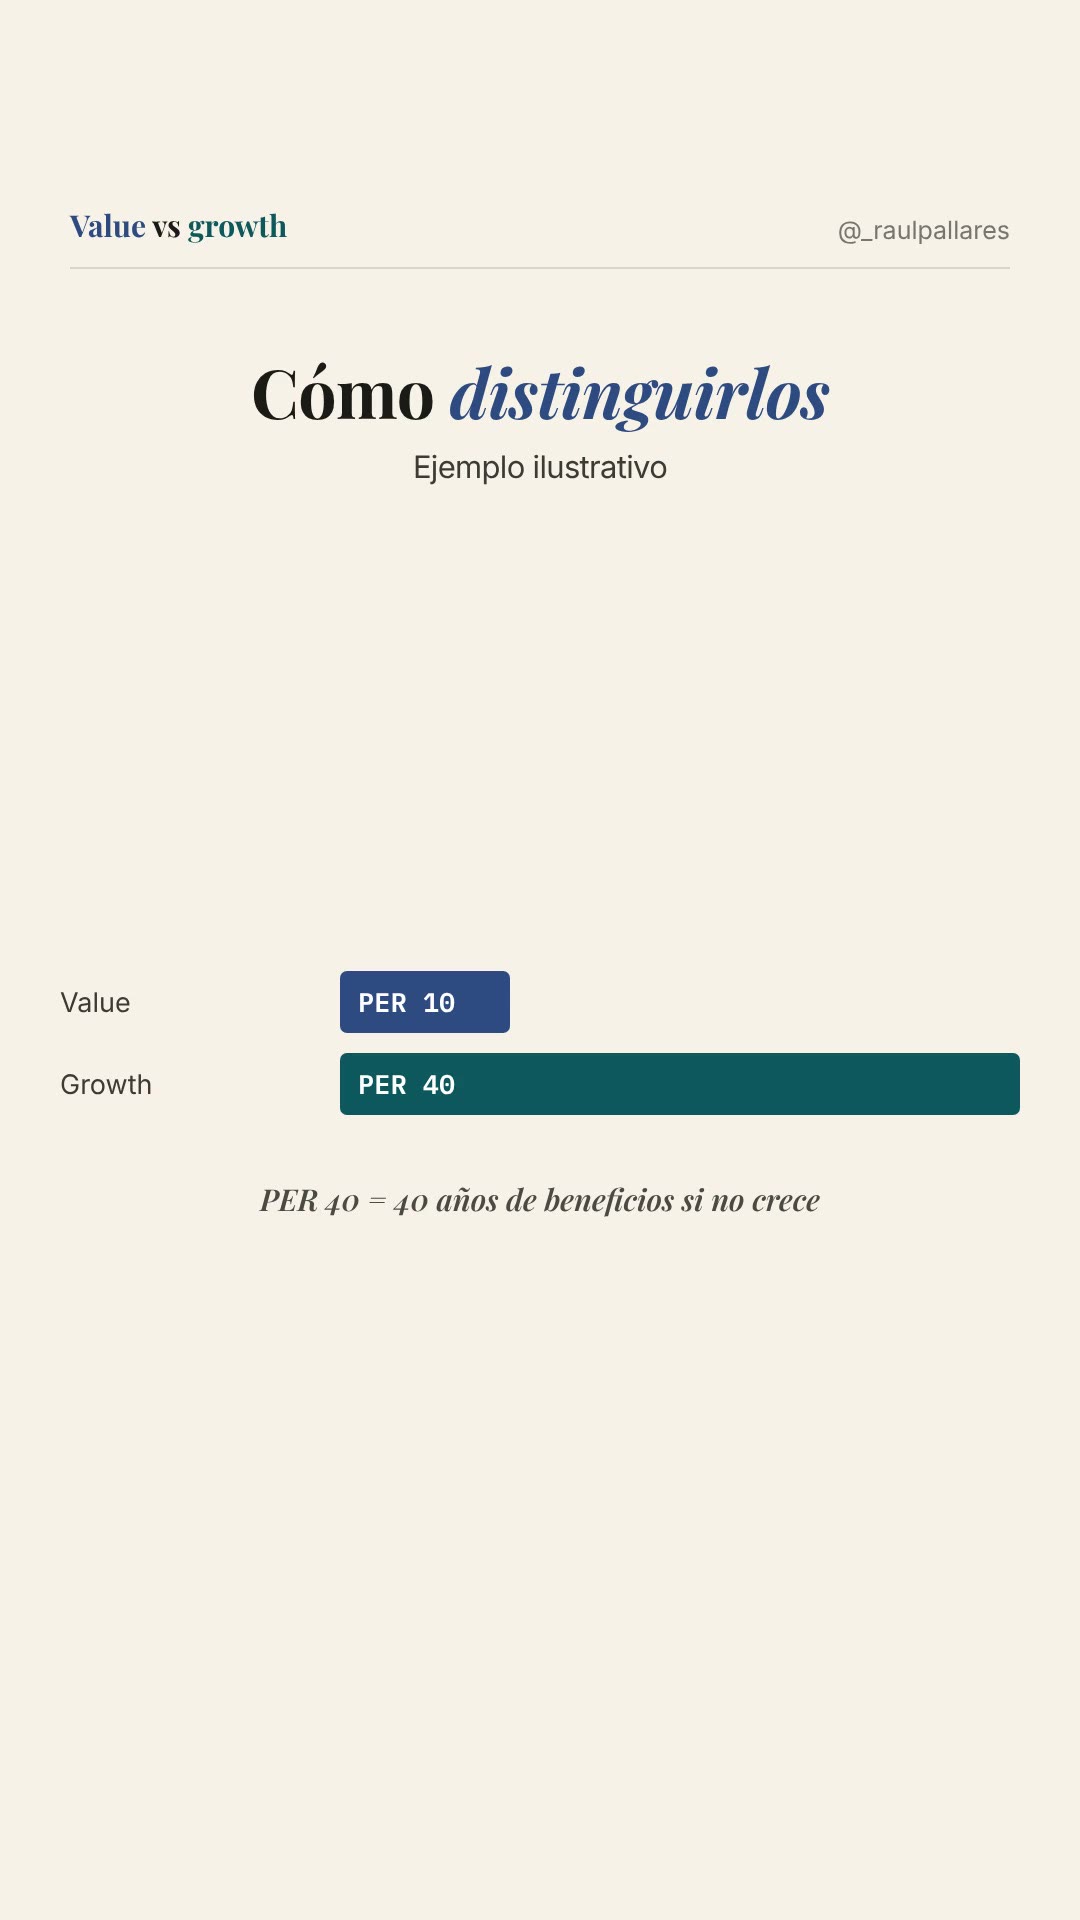 Value vs growth
@_raulpallares
Cómo distinguirlos
Ejemplo ilustrativo
Value
PER 10
Growth
PER 40
PER 40 = 40 años de beneficios si no crece